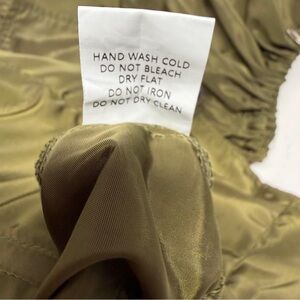 HAND WASH COLD
DO NOT BLEACH
DRY FLAT
DO NOT IRON
DO NOT DRY CLEAN